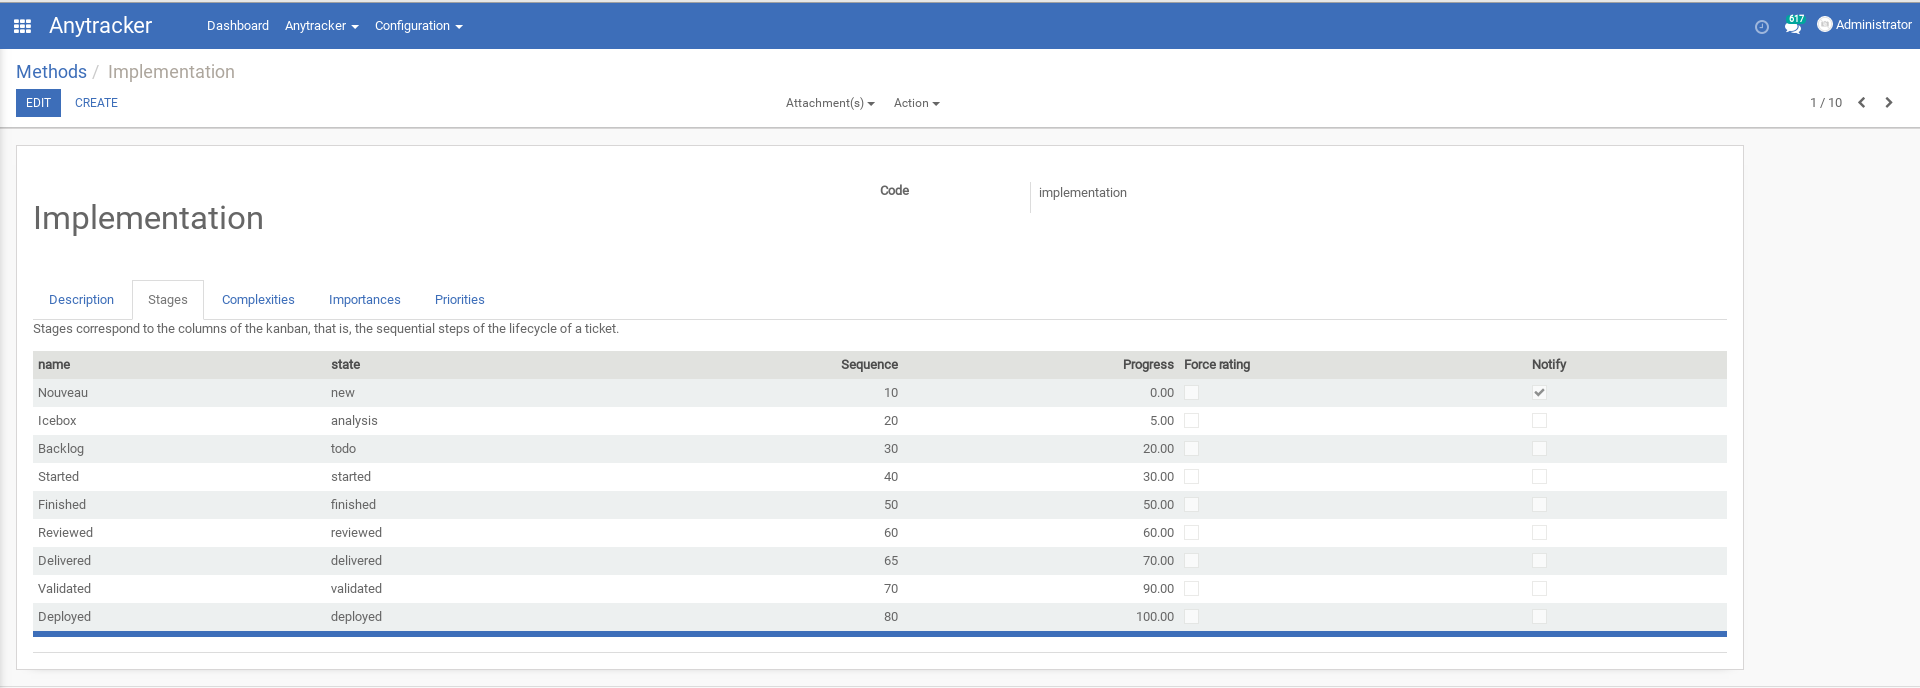 Anytracker Dashboard Anytracker Configuration 617 Administrator
Methods / Implementation
EDIT CREATE Attachment(s) Action 1 / 10
Code implementation
Implementation
Description Stages Complexities Importances Priorities
Stages correspond to the columns of the kanban, that is, the sequential steps of the lifecycle of a ticket.
name state Sequence Progress Force rating Notify
Nouveau new 10 0.00
Icebox analysis 20 5.00
Backlog todo 30 20.00
Started started 40 30.00
Finished finished 50 50.00
Reviewed reviewed 60 60.00
Delivered delivered 65 70.00
Validated validated 70 90.00
Deployed deployed 80 100.00